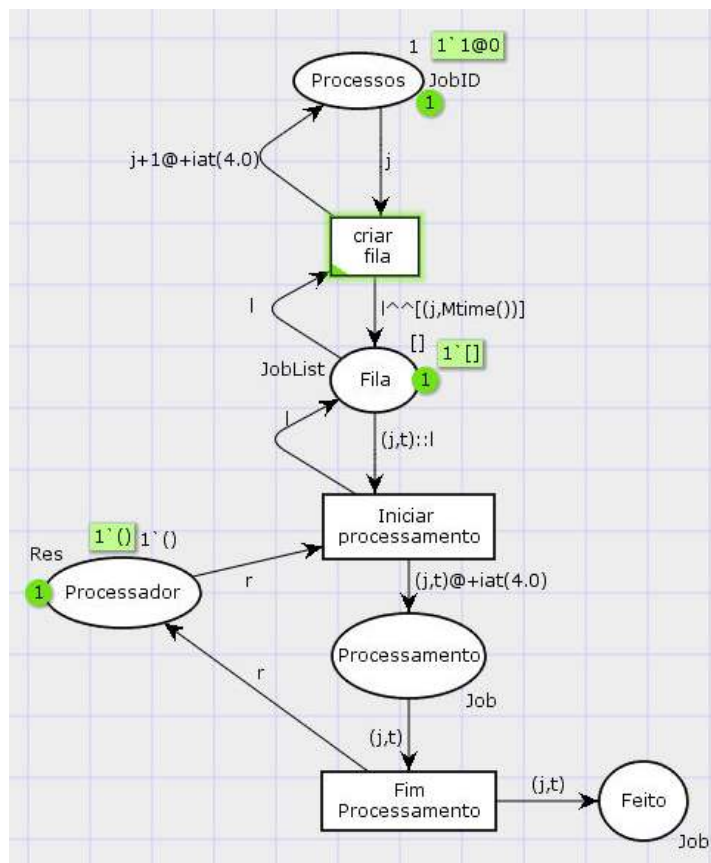 1 1`1@0
Processos
JobID
1
j+1@+iat(4.0)
j
criar
fila
l
l^^[(j,Mtime())]
[]
1`[]
JobList
Fila
1
l
(j,t)::l
Iniciar
processamento
1`() 1`()
Res
1
Processador
r
(j,t)@+iat(4.0)
Processamento
Job
r
(j,t)
Fim
Processamento
(j,t)
Feito
Job